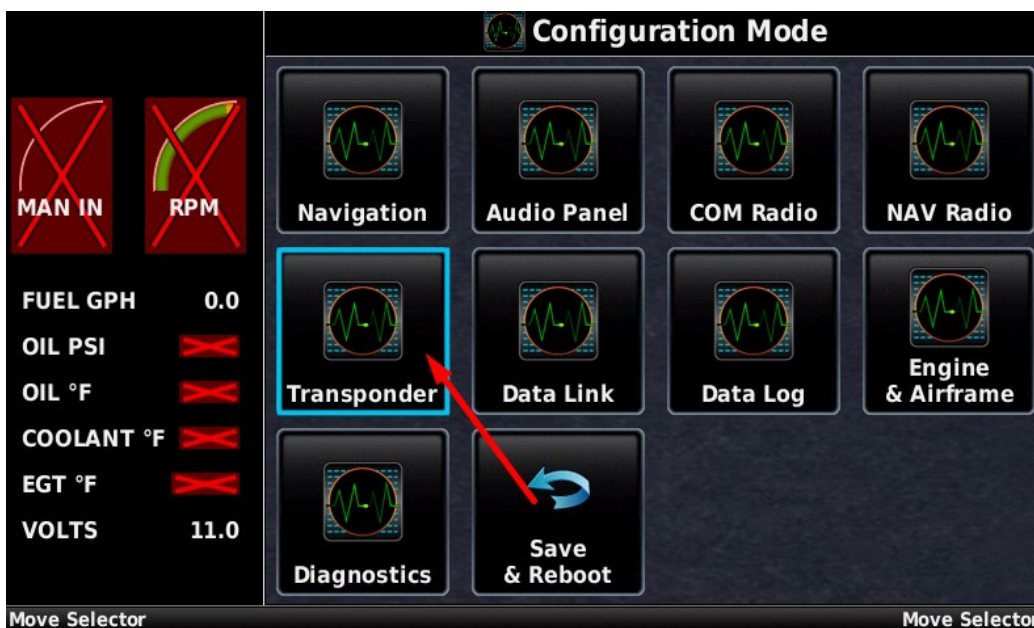 Configuration Mode
MAN IN
RPM
FUEL GPH 0.0
OIL PSI
OIL °F
COOLANT °F
EGT °F
VOLTS 11.0
Navigation
Audio Panel
COM Radio
NAV Radio
Transponder
Data Link
Data Log
Engine
& Airframe
Diagnostics
Save
& Reboot
Move Selector
Move Selector